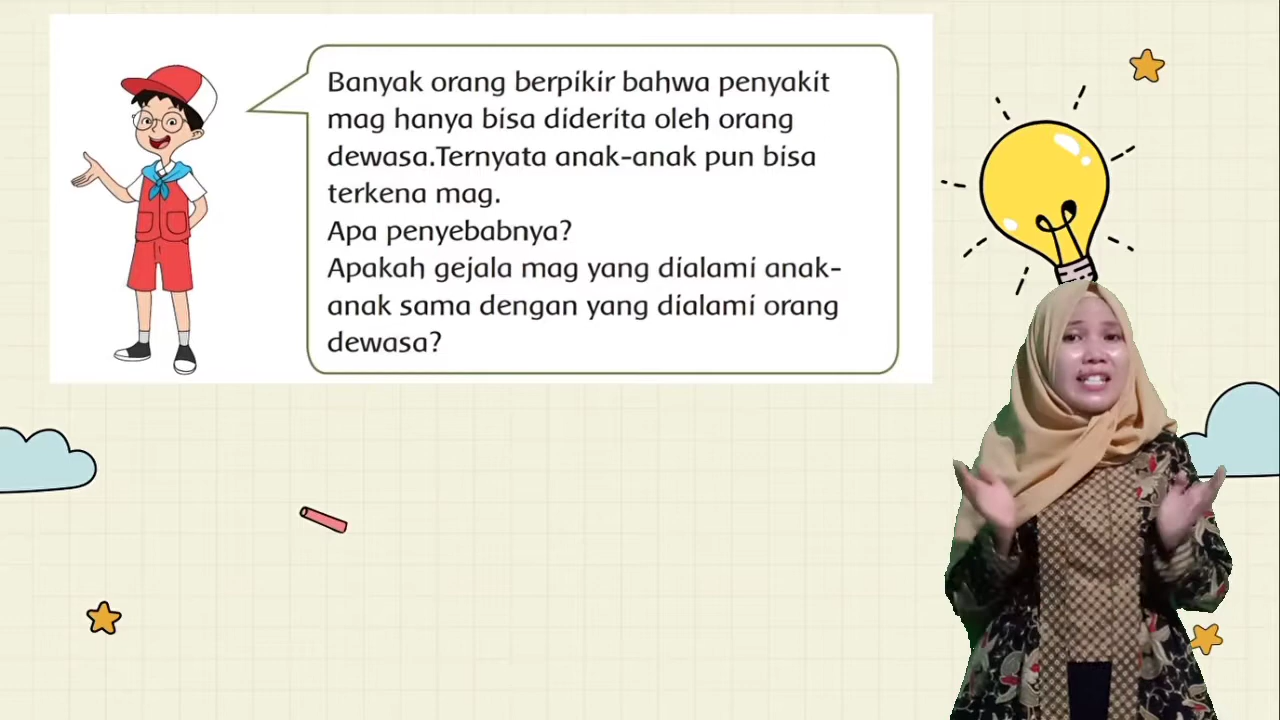 Banyak orang berpikir bahwa penyakit
mag hanya bisa diderita oleh orang
dewasa.Ternyata anak-anak pun bisa
terkena mag.
Apa penyebabnya?
Apakah gejala mag yang dialami anak-
anak sama dengan yang dialami orang
dewasa?